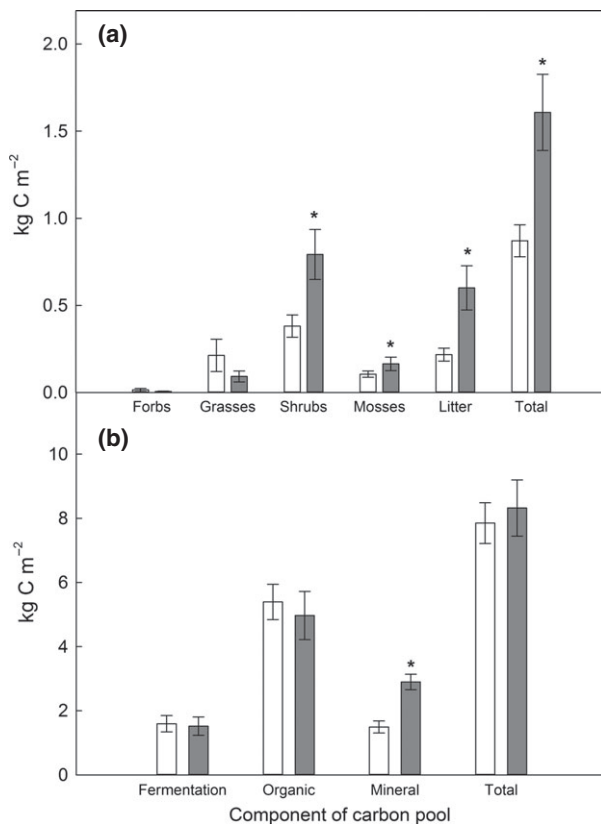 (a)
kg C m⁻²
2.0
1.5
1.0
0.5
0.0
*
*
*
*
Forbs Grasses Shrubs Mosses Litter Total
(b)
kg C m⁻²
10
8
6
4
2
0
*
Fermentation Organic Mineral Total
Component of carbon pool